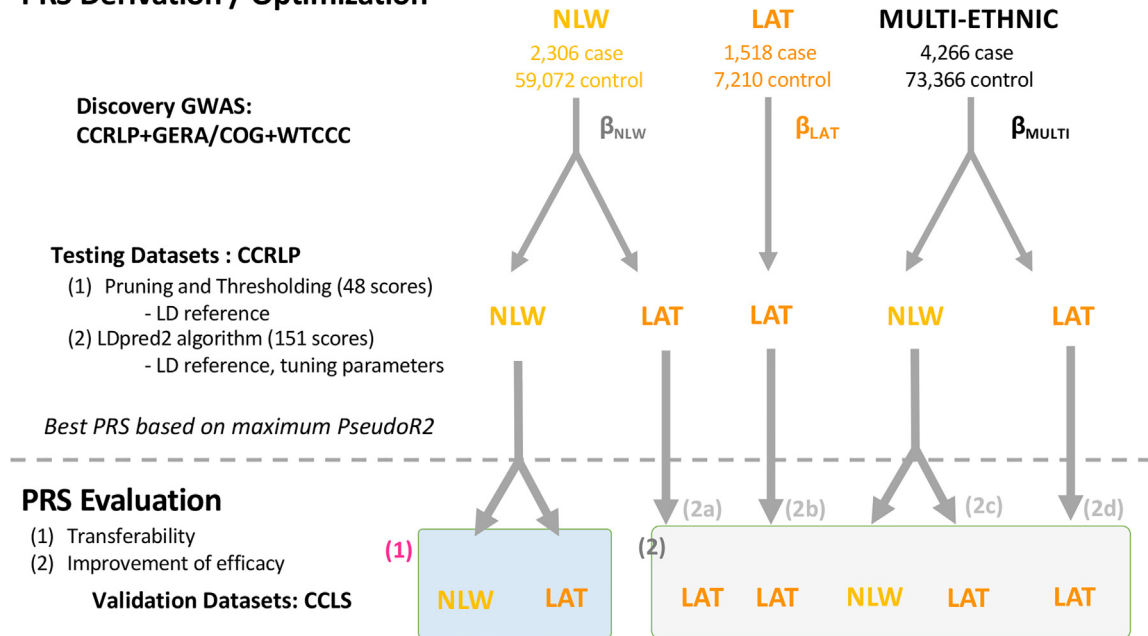 PRS Derivation / Optimization
NLW
LAT
MULTI-ETHNIC
2,306 case
59,072 control
1,518 case
7,210 control
4,266 case
73,366 control
Discovery GWAS:
CCRLP+GERA/COG+WTCCC
βNLW
βLAT
βMULTI
Testing Datasets : CCRLP
(1) Pruning and Thresholding (48 scores)
- LD reference
(2) LDpred2 algorithm (151 scores)
- LD reference, tuning parameters
NLW
LAT
LAT
NLW
LAT
Best PRS based on maximum PseudoR2
PRS Evaluation
(1) Transferability
(2) Improvement of efficacy
Validation Datasets: CCLS
(1)
NLW
LAT
(2)
(2a)
(2b)
(2c)
(2d)
LAT
LAT
NLW
LAT
LAT